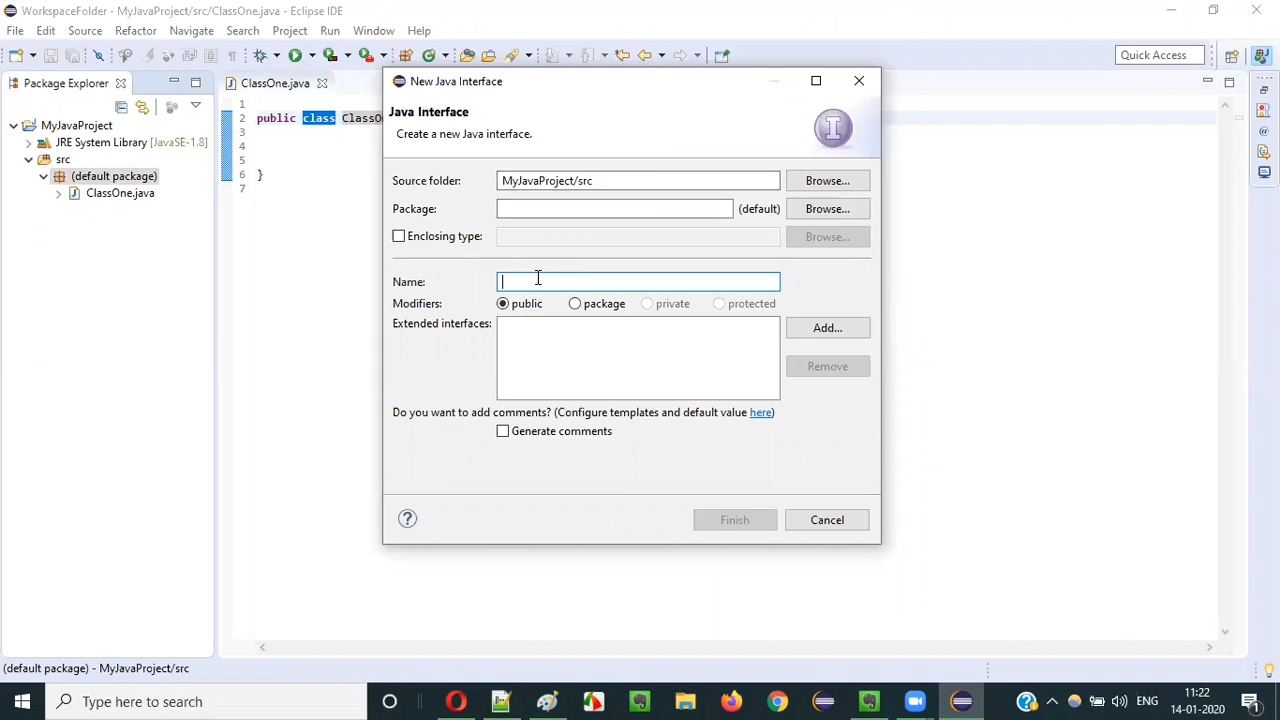 WorkspaceFolder - MyJavaProject/src/ClassOne.java - Eclipse IDE
File Edit Source Refactor Navigate Search Project Run Window Help
Quick Access
Package Explorer
ClassOne.java
MyJavaProject
JRE System Library [JavaSE-1.8]
src
(default package)
ClassOne.java
1
2 public class ClassO
3
4
5
6 }
7
New Java Interface
Java Interface
Create a new Java interface.
Source folder: MyJavaProject/src Browse...
Package: (default) Browse...
Enclosing type: Browse...
Name:
Modifiers: public package private protected
Extended interfaces: Add...
Remove
Do you want to add comments? (Configure templates and default value here)
Generate comments
Finish Cancel
(default package) - MyJavaProject/src
Type here to search
ENG
11:22
14-01-2020